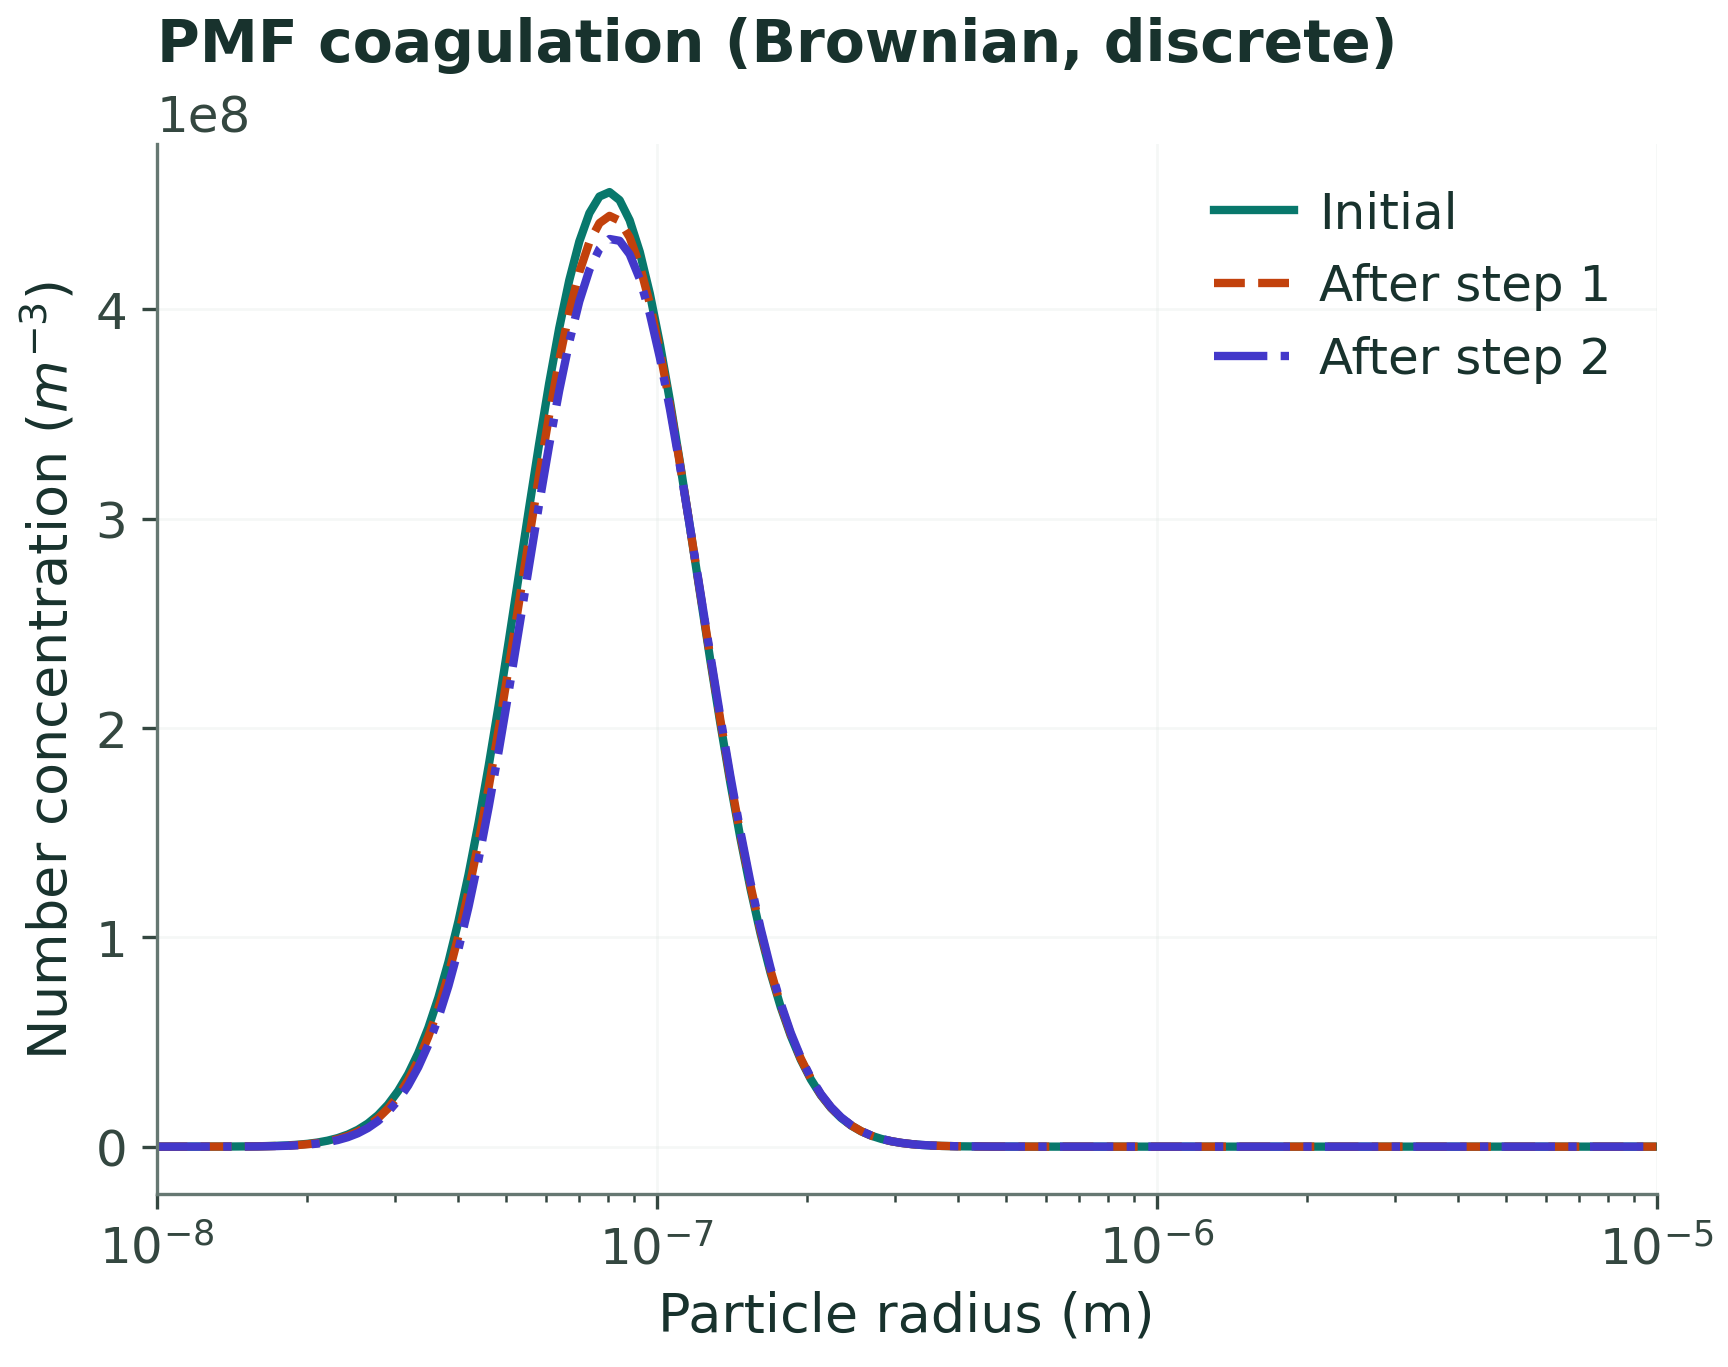 PMF coagulation (Brownian, discrete)
1e8
Initial
After step 1
After step 2
Number concentration (m⁻³)
4
3
2
1
0
10⁻⁸
10⁻⁷
10⁻⁶
10⁻⁵
Particle radius (m)